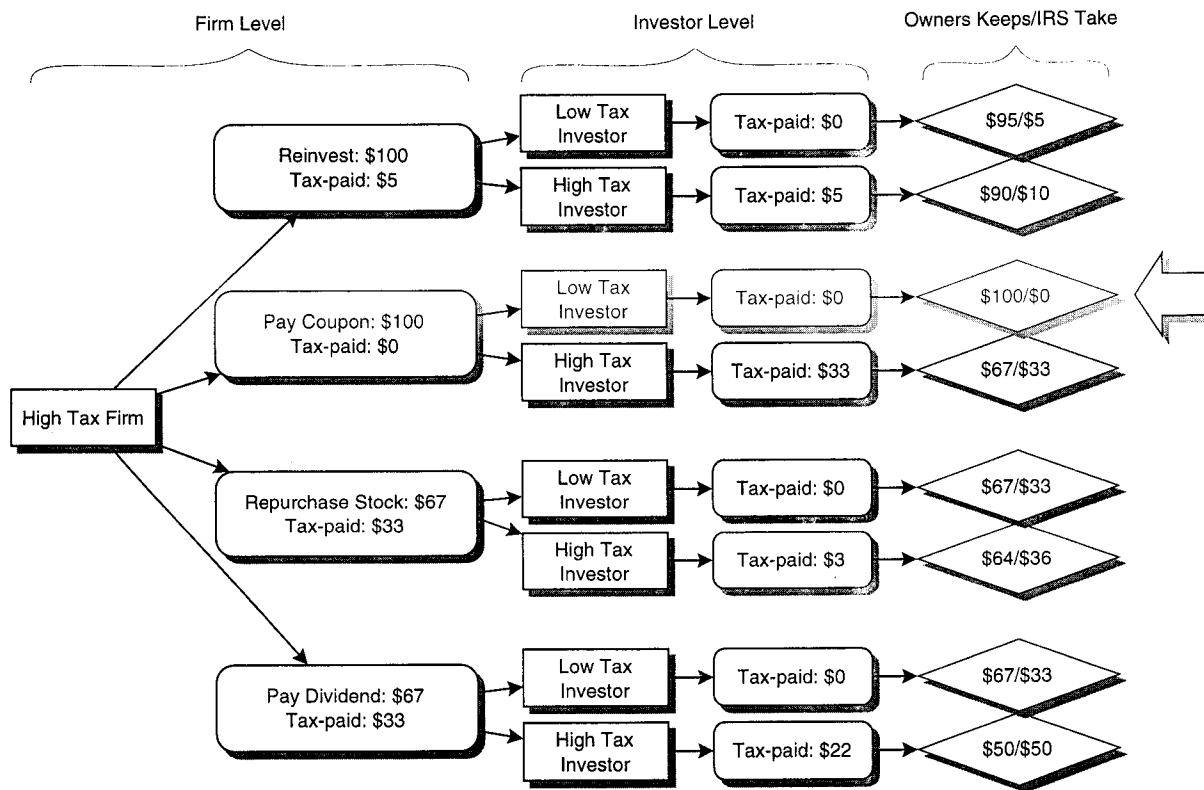 Firm Level
Investor Level
Owners Keeps/IRS Take
High Tax Firm
Reinvest: $100
Tax-paid: $5
Low Tax
Investor
Tax-paid: $0
$95/$5
High Tax
Investor
Tax-paid: $5
$90/$10
Pay Coupon: $100
Tax-paid: $0
Low Tax
Investor
Tax-paid: $0
$100/$0
High Tax
Investor
Tax-paid: $33
$67/$33
Repurchase Stock: $67
Tax-paid: $33
Low Tax
Investor
Tax-paid: $0
$67/$33
High Tax
Investor
Tax-paid: $3
$64/$36
Pay Dividend: $67
Tax-paid: $33
Low Tax
Investor
Tax-paid: $0
$67/$33
High Tax
Investor
Tax-paid: $22
$50/$50